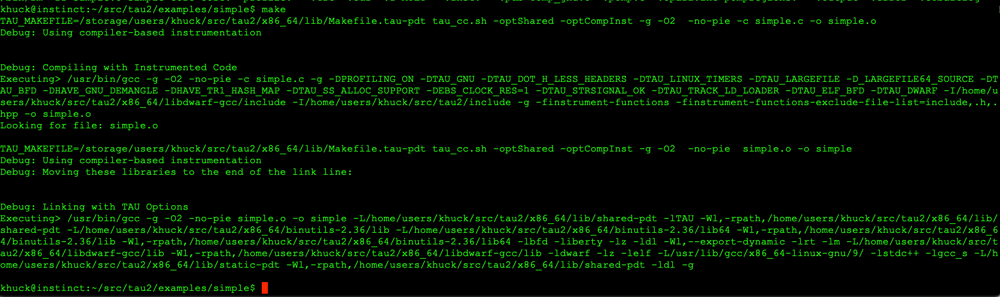 khuck@instinct:~/src/tau2/examples/simple$ make
TAU_MAKEFILE=/storage/users/khuck/src/tau2/x86_64/lib/Makefile.tau-pdt tau_cc.sh -optShared -optCompInst -g -O2  -no-pie -c simple.c -o simple.o
Debug: Using compiler-based instrumentation
Debug: Compiling with Instrumented Code
Executing> /usr/bin/gcc -g -O2 -no-pie -c simple.c -g -DPROFILING_ON -DTAU_GNU -DTAU_DOT_H_LESS_HEADERS -DTAU_LINUX_TIMERS -DTAU_LARGEFILE -D_LARGEFILE64_SOURCE -DT
AU_BFD -DHAVE_GNU_DEMANGLE -DHAVE_TR1_HASH_MAP -DTAU_SS_ALLOC_SUPPORT -DEBS_CLOCK_RES=1 -DTAU_STRSIGNAL_OK -DTAU_TRACK_LD_LOADER -DTAU_ELF_BFD -DTAU_DWARF -I/home/u
sers/khuck/src/tau2/x86_64/libdwarf-gcc/include -I/home/users/khuck/src/tau2/include -g -finstrument-functions -finstrument-functions-exclude-file-list=include,.h,.
hpp -o simple.o
Looking for file: simple.o
TAU_MAKEFILE=/storage/users/khuck/src/tau2/x86_64/lib/Makefile.tau-pdt tau_cc.sh -optShared -optCompInst -g -O2  -no-pie  simple.o -o simple
Debug: Using compiler-based instrumentation
Debug: Moving these libraries to the end of the link line:
Debug: Linking with TAU Options
Executing> /usr/bin/gcc -g -O2 -no-pie simple.o -o simple -L/home/users/khuck/src/tau2/x86_64/lib/shared-pdt -lTAU -Wl,-rpath,/home/users/khuck/src/tau2/x86_64/lib/
shared-pdt -L/home/users/khuck/src/tau2/x86_64/binutils-2.36/lib -L/home/users/khuck/src/tau2/x86_64/binutils-2.36/lib64 -Wl,-rpath,/home/users/khuck/src/tau2/x86_6
4/binutils-2.36/lib -Wl,-rpath,/home/users/khuck/src/tau2/x86_64/binutils-2.36/lib64 -lbfd -liberty -lz -ldl -Wl,--export-dynamic -lrt -lm -L/home/users/khuck/src/t
au2/x86_64/libdwarf-gcc/lib -Wl,-rpath,/home/users/khuck/src/tau2/x86_64/libdwarf-gcc/lib -ldwarf -lz -lelf -L/usr/lib/gcc/x86_64-linux-gnu/9/ -lstdc++ -lgcc_s -L/h
ome/users/khuck/src/tau2/x86_64/lib/static-pdt -Wl,-rpath,/home/users/khuck/src/tau2/x86_64/lib/shared-pdt -ldl -g
khuck@instinct:~/src/tau2/examples/simple$